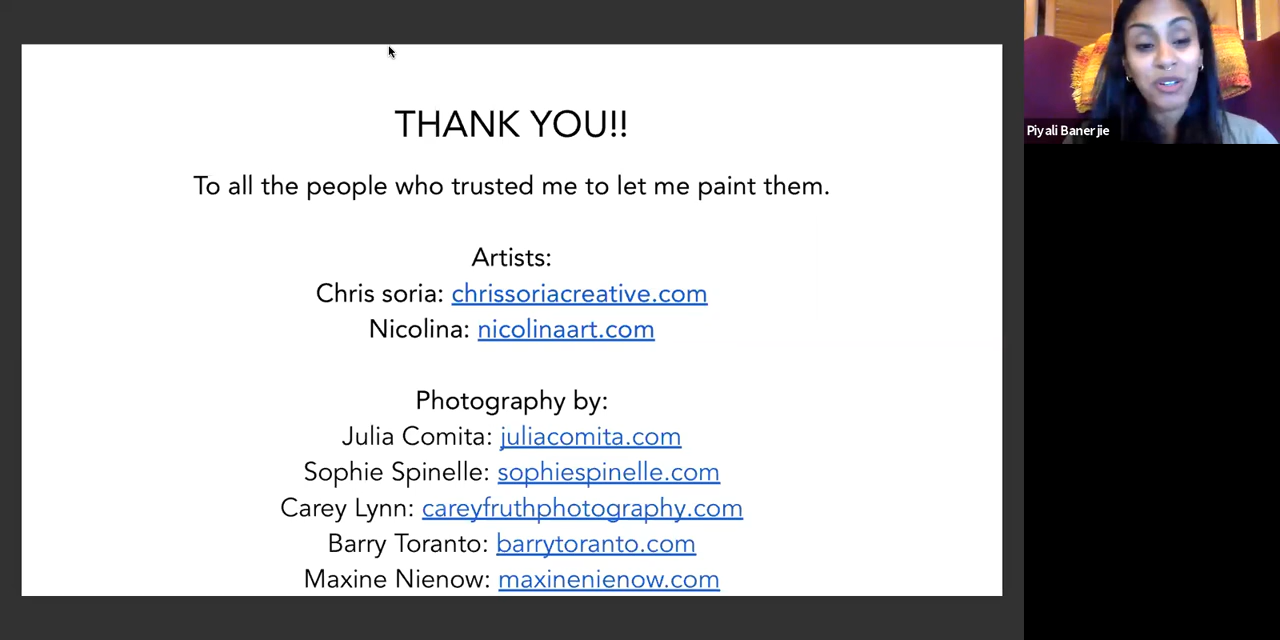 THANK YOU!!
To all the people who trusted me to let me paint them.
Artists:
Chris soria: chrissoriacreative.com
Nicolina: nicolinaart.com
Photography by:
Julia Comita: juliacomita.com
Sophie Spinelle: sophiespinelle.com
Carey Lynn: careyfruthphotography.com
Barry Toranto: barrytoranto.com
Maxine Nienow: maxinenienow.com
Piyali Banerjie